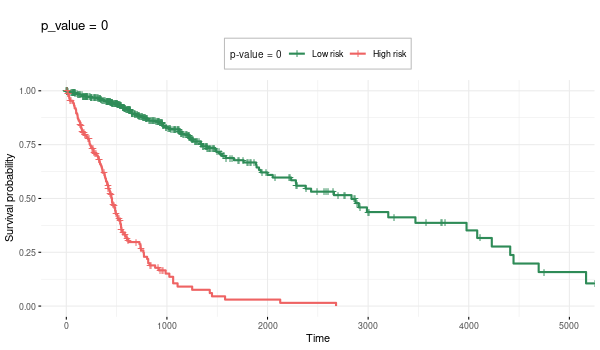 p_value = 0
p-value = 0 Low risk High risk
1.00
0.75
0.50
0.25
0.00
Survival probability
0 1000 2000 3000 4000 5000
Time